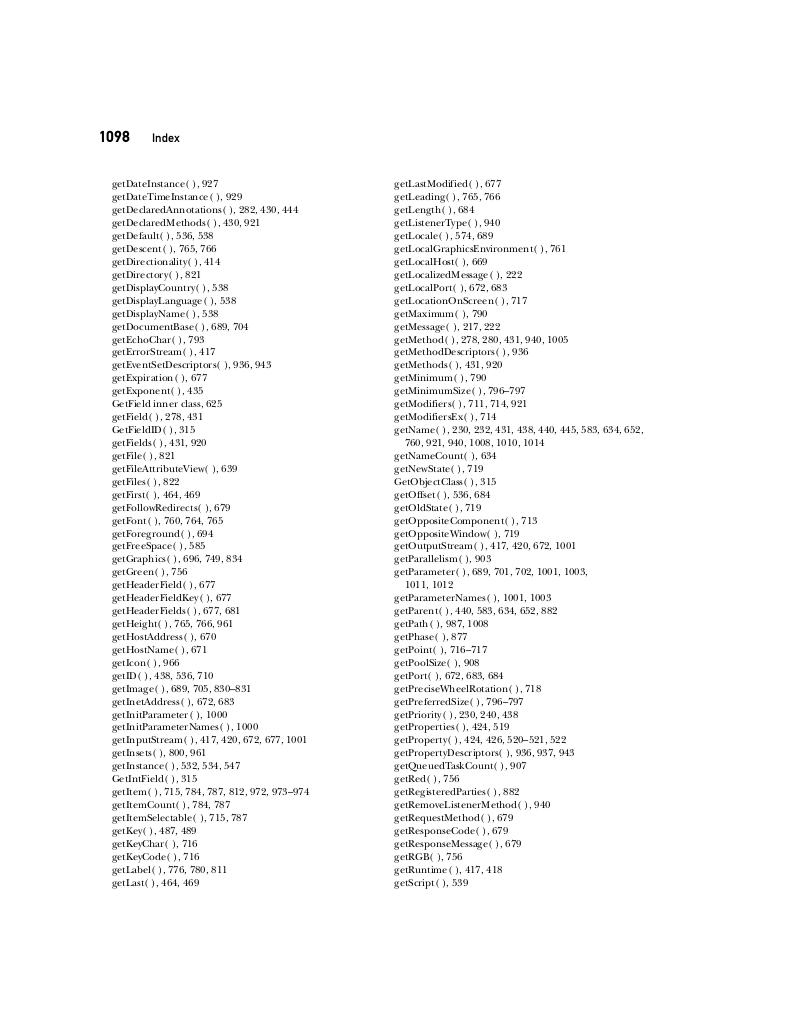 1098 Index
getDateInstance( ), 927
getDateTimeInstance ( ), 929
getDeclaredAnnotations( ), 282, 430, 444
getDeclaredMethods( ), 430, 921
getDefault( ), 536, 538
getDescent( ), 765, 766
getDirectionality( ), 414
getDirectory( ), 821
getDisplayCountry( ), 538
getDisplayLanguage( ), 538
getDisplayName( ), 538
getDocumentBase( ), 689, 704
getEchoChar( ), 793
getErrorStream( ), 417
getEventSetDescriptors( ), 936, 943
getExpiration( ), 677
getExponent( ), 435
GetField inner class, 625
getField( ), 278, 431
GetFieldID( ), 315
getFields( ), 431, 920
getFile( ), 821
getFileAttributeView( ), 639
getFiles( ), 822
getFirst( ), 464, 469
getFollowRedirects( ), 679
getFont( ), 760, 764, 765
getForeground( ), 694
getFreeSpace( ), 585
getGraphics( ), 696, 749, 834
getGreen( ), 756
getHeaderField( ), 677
getHeaderFieldKey( ), 677
getHeaderFields( ), 677, 681
getHeight( ), 765, 766, 961
getHostAddress( ), 670
getHostName( ), 671
getIcon( ), 966
getID( ), 438, 536, 710
getImage( ), 689, 705, 830–831
getInetAddress( ), 672, 683
getInitParameter( ), 1000
getInitParameterNames( ), 1000
getInputStream( ), 417, 420, 672, 677, 1001
getInsets( ), 800, 961
getInstance( ), 532, 534, 547
GetIntField( ), 315
getItem( ), 715, 784, 787, 812, 972, 973–974
getItemCount( ), 784, 787
getItemSelectable( ), 715, 787
getKey( ), 487, 489
getKeyChar( ), 716
getKeyCode( ), 716
getLabel( ), 776, 780, 811
getLast( ), 464, 469
getLastModified( ), 677
getLeading( ), 765, 766
getLength( ), 684
getListenerType( ), 940
getLocale( ), 574, 689
getLocalGraphicsEnvironment( ), 761
getLocalHost( ), 669
getLocalizedMessage( ), 222
getLocalPort( ), 672, 683
getLocationOnScreen( ), 717
getMaximum( ), 790
getMessage( ), 217, 222
getMethod( ), 278, 280, 431, 940, 1005
getMethodDescriptors( ), 936
getMethods( ), 431, 920
getMinimum( ), 790
getMinimumSize( ), 796–797
getModifiers( ), 711, 714, 921
getModifiersEx( ), 714
getName( ), 230, 232, 431, 438, 440, 445, 583, 634, 652,
760, 921, 940, 1008, 1010, 1014
getNameCount( ), 634
getNewState( ), 719
GetObjectClass( ), 315
getOffset( ), 536, 684
getOldState( ), 719
getOppositeComponent( ), 713
getOppositeWindow( ), 719
getOutputStream( ), 417, 420, 672, 1001
getParallelism( ), 903
getParameter( ), 689, 701, 702, 1001, 1003,
1011, 1012
getParameterNames( ), 1001, 1003
getParent( ), 440, 583, 634, 652, 882
getPath( ), 987, 1008
getPhase( ), 877
getPoint( ), 716–717
getPoolSize( ), 908
getPort( ), 672, 683, 684
getPreciseWheelRotation( ), 718
getPreferredSize( ), 796–797
getPriority( ), 230, 240, 438
getProperties( ), 424, 519
getProperty( ), 424, 426, 520–521, 522
getPropertyDescriptors( ), 936, 937, 943
getQueuedTaskCount( ), 907
getRed( ), 756
getRegisteredParties( ), 882
getRemoveListenerMethod( ), 940
getRequestMethod( ), 679
getResponseCode( ), 679
getResponseMessage( ), 679
getRGB( ), 756
getRuntime( ), 417, 418
getScript( ), 539